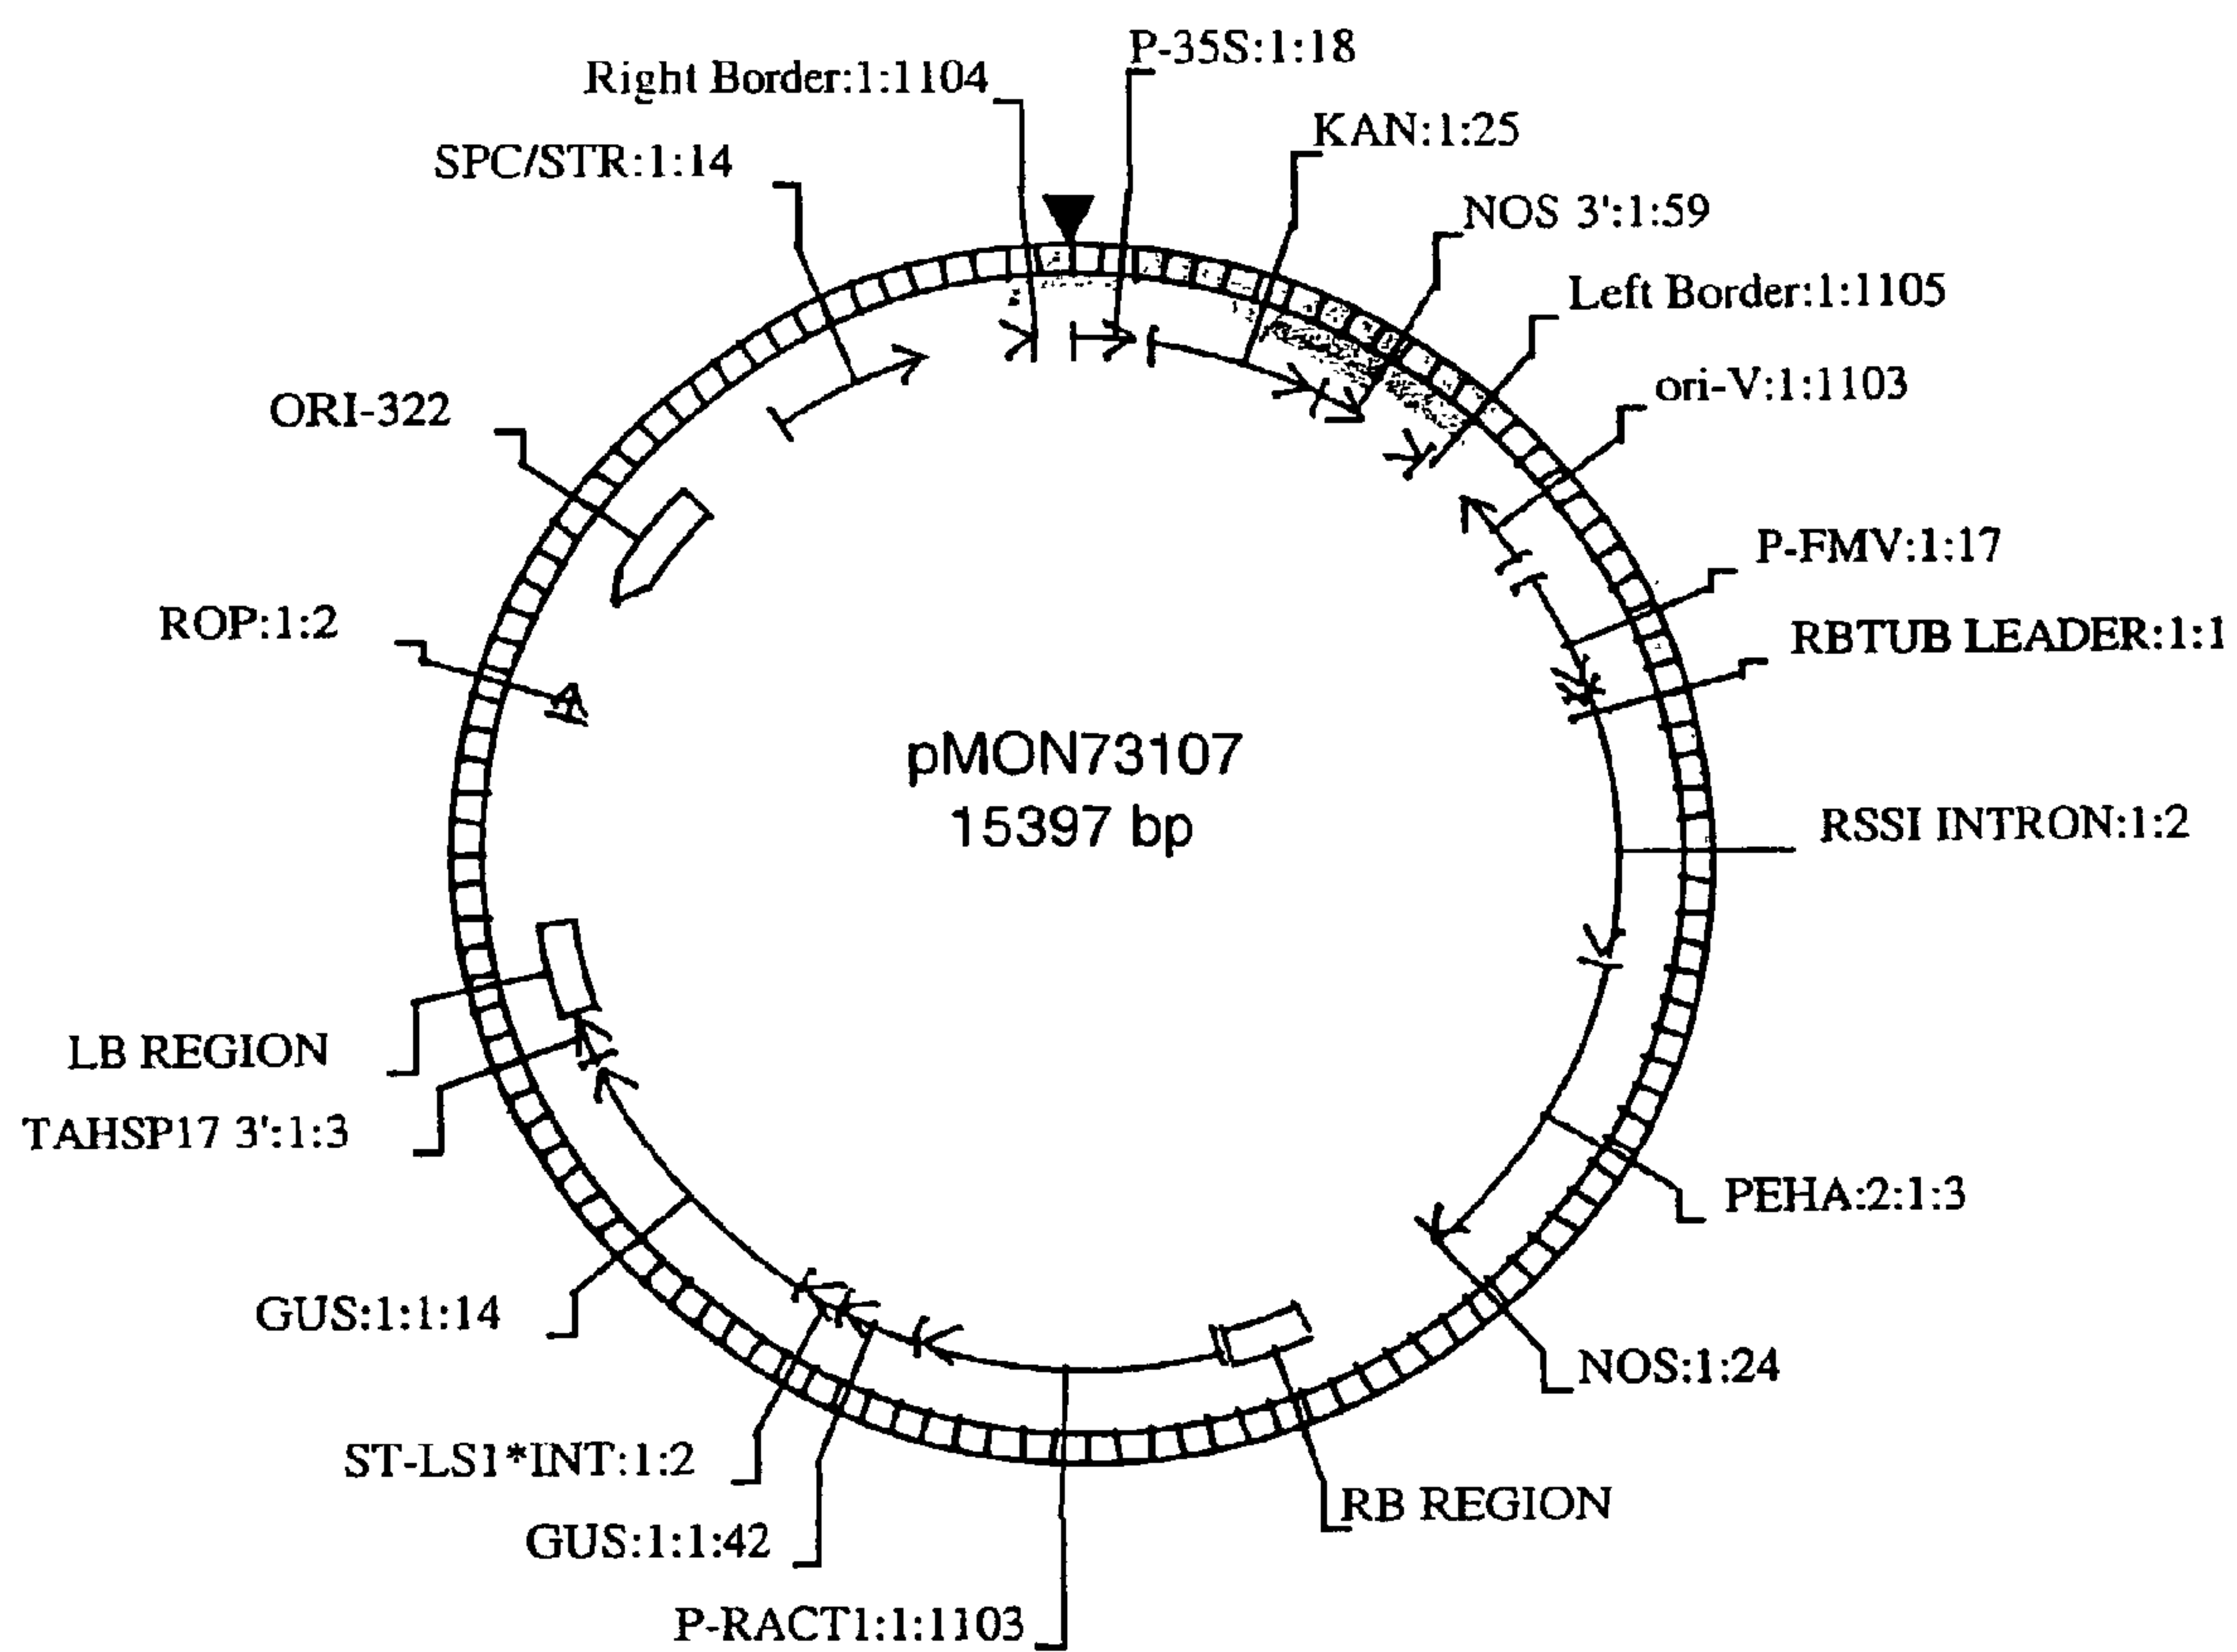 P-35S:1:18
Right Border:1:1104
KAN:1:25
SPC/STR:1:14
NOS 3':1:59
Left Border:1:1105
ori-V:1:1103
ORI-322
P-FMV:1:17
ROP:1:2
RBTUB LEADER:1:1
pMON73107
15397 bp
RSSI INTRON:1:2
LB REGION
TAHSP17 3':1:3
PEHA:2:1:3
GUS:1:1:14
NOS:1:24
ST-LS1*INT:1:2
RB REGION
GUS:1:1:42
P-RACT1:1:1103